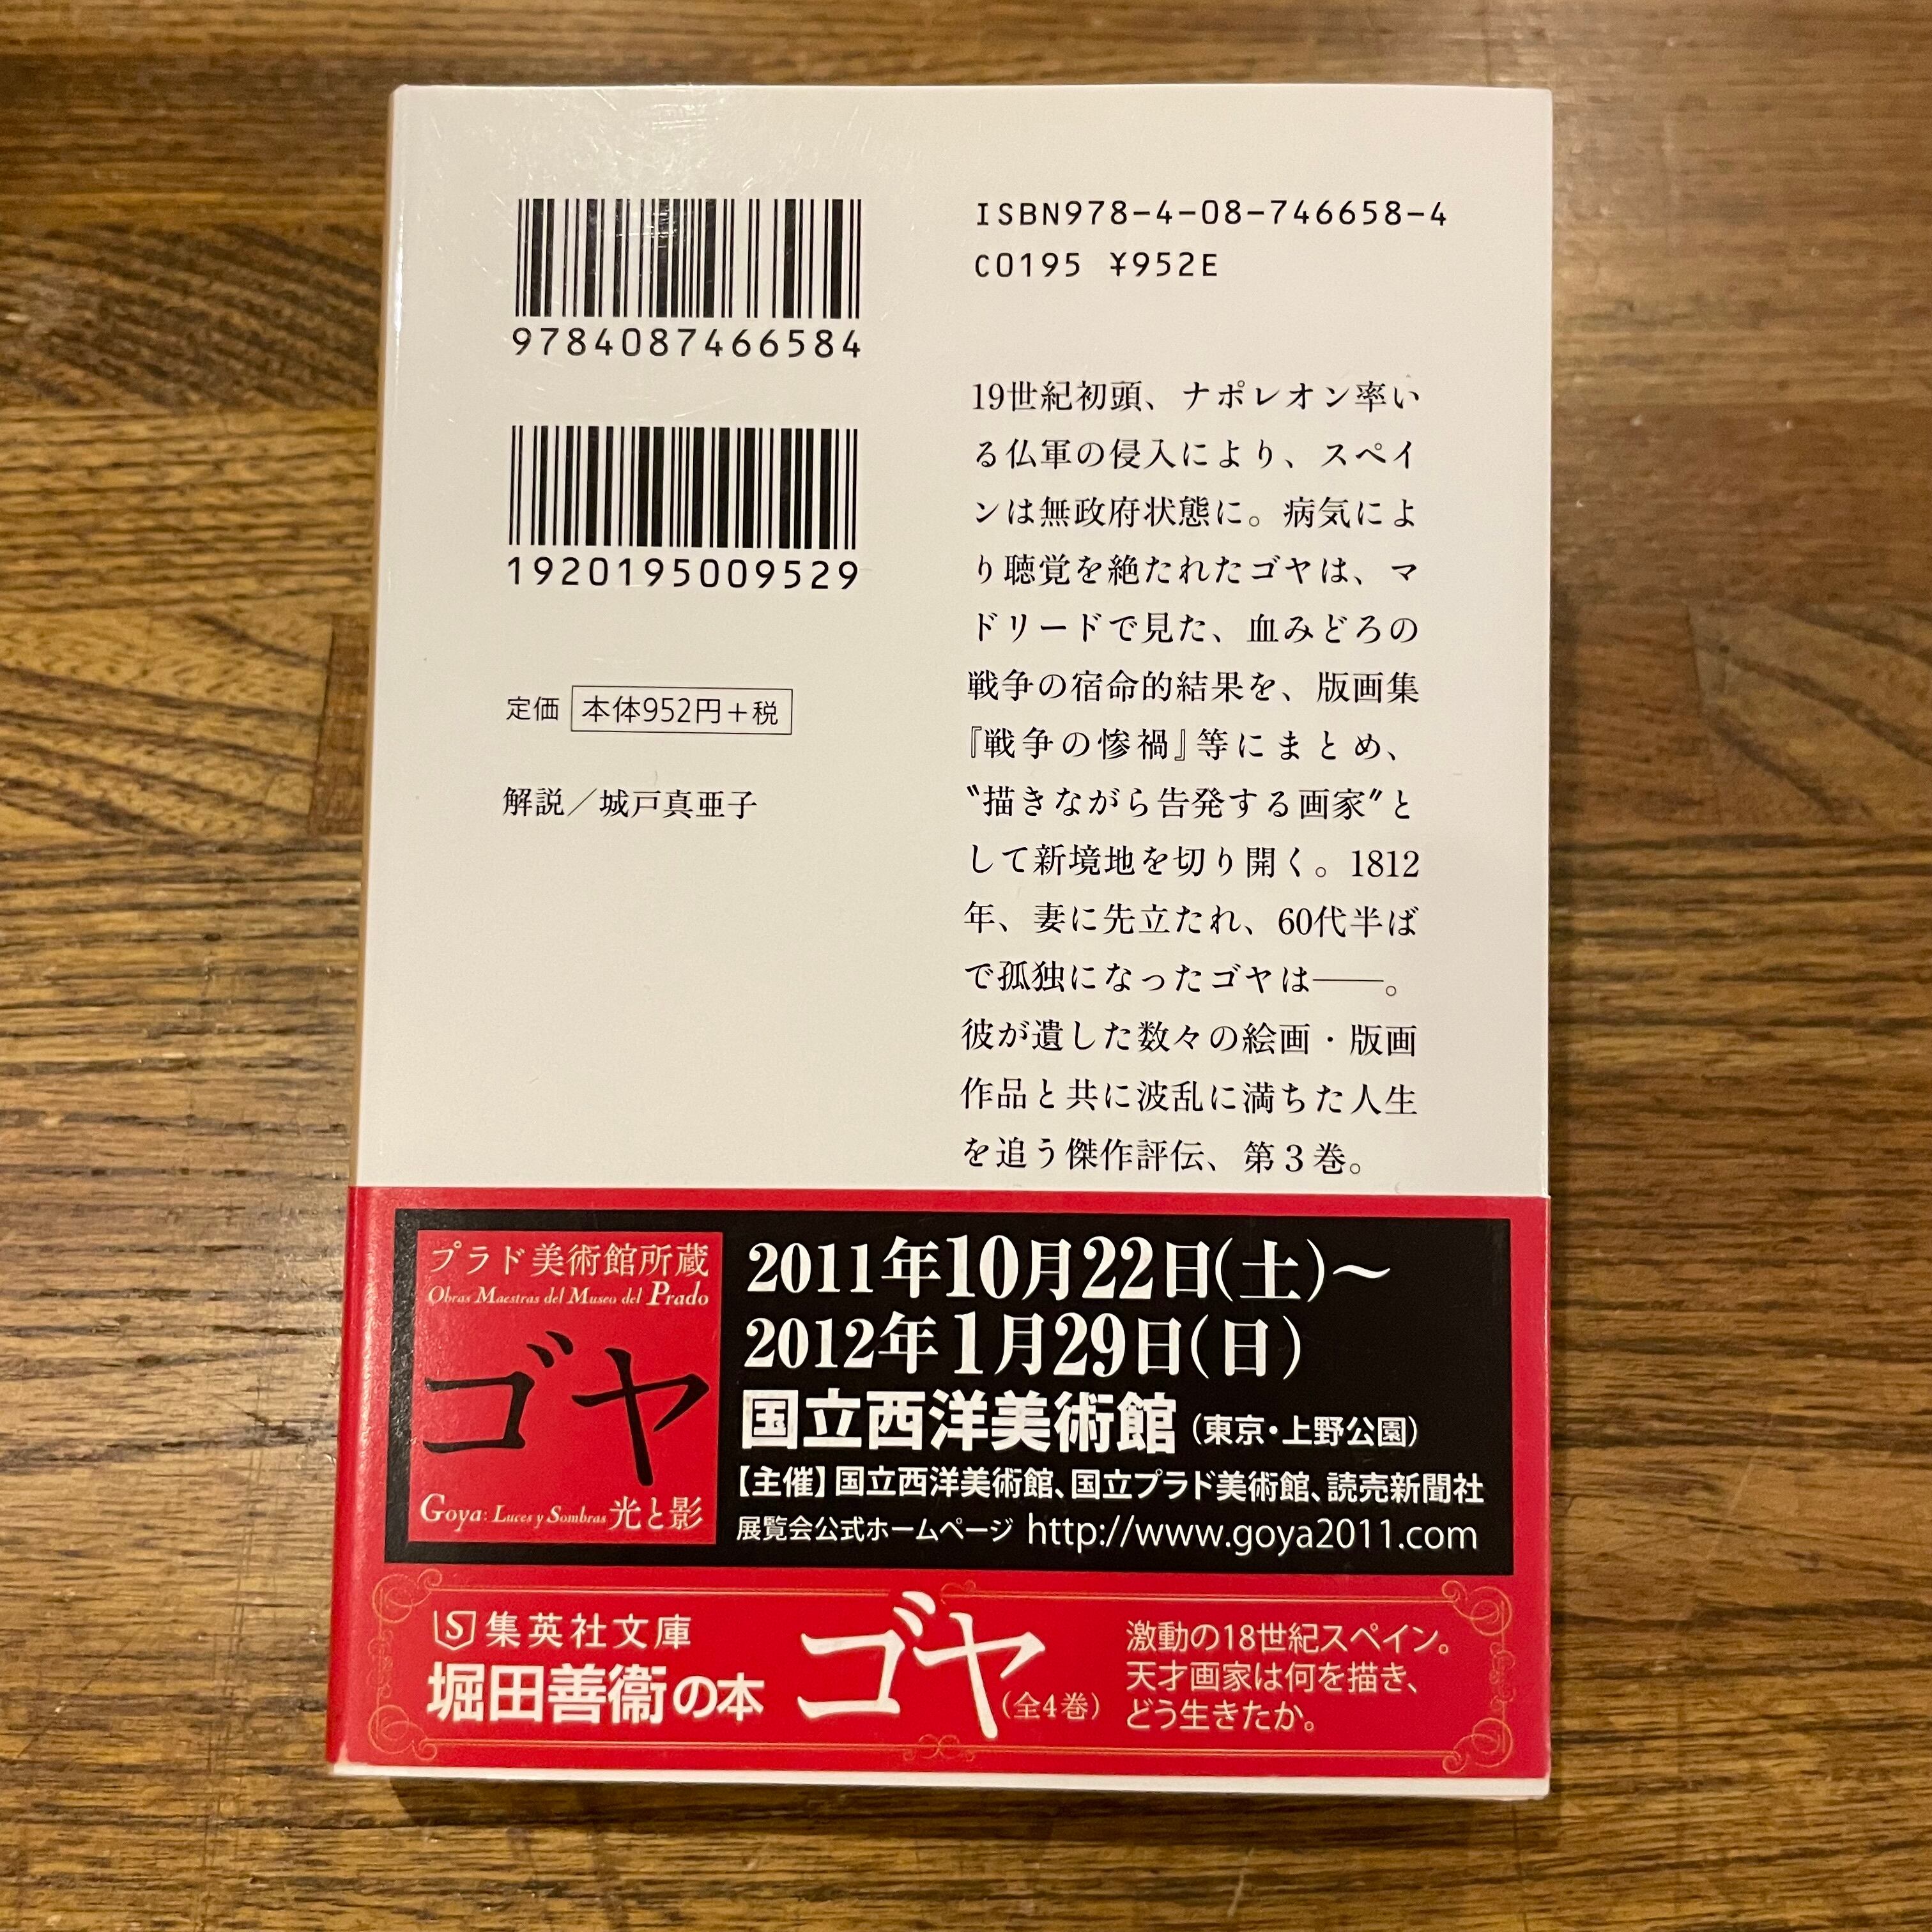 9784087466584
1920195009529
定価 本体952円+税
解説/城戸真亜子
ISBN978-4-08-746658-4
C0195 ¥952E
19世紀初頭、ナポレオン率い
る仏軍の侵入により、スペイ
ンは無政府状態に。病気によ
り聴覚を絶たれたゴヤは、マ
ドリードで見た、血みどろの
戦争の宿命的結果を、版画集
『戦争の惨禍』等にまとめ、
〝描きながら告発する画家〟と
して新境地を切り開く。1812
年、妻に先立たれ、60代半ば
で孤独になったゴヤは――。
彼が遺した数々の絵画・版画
作品と共に波乱に満ちた人生
を追う傑作評伝、第3巻。
プラド美術館所蔵
Obras Maestras del Museo del Prado
ゴヤ
Goya: Luces y Sombras 光と影
2011年10月22日(土)〜
2012年1月29日(日)
国立西洋美術館(東京・上野公園)
【主催】国立西洋美術館、国立プラド美術館、読売新聞社
展覧会公式ホームページ http://www.goya2011.com
S 集英社文庫
堀田善衞の本
ゴヤ(全4巻)
激動の18世紀スペイン。
天才画家は何を描き、
どう生きたか。